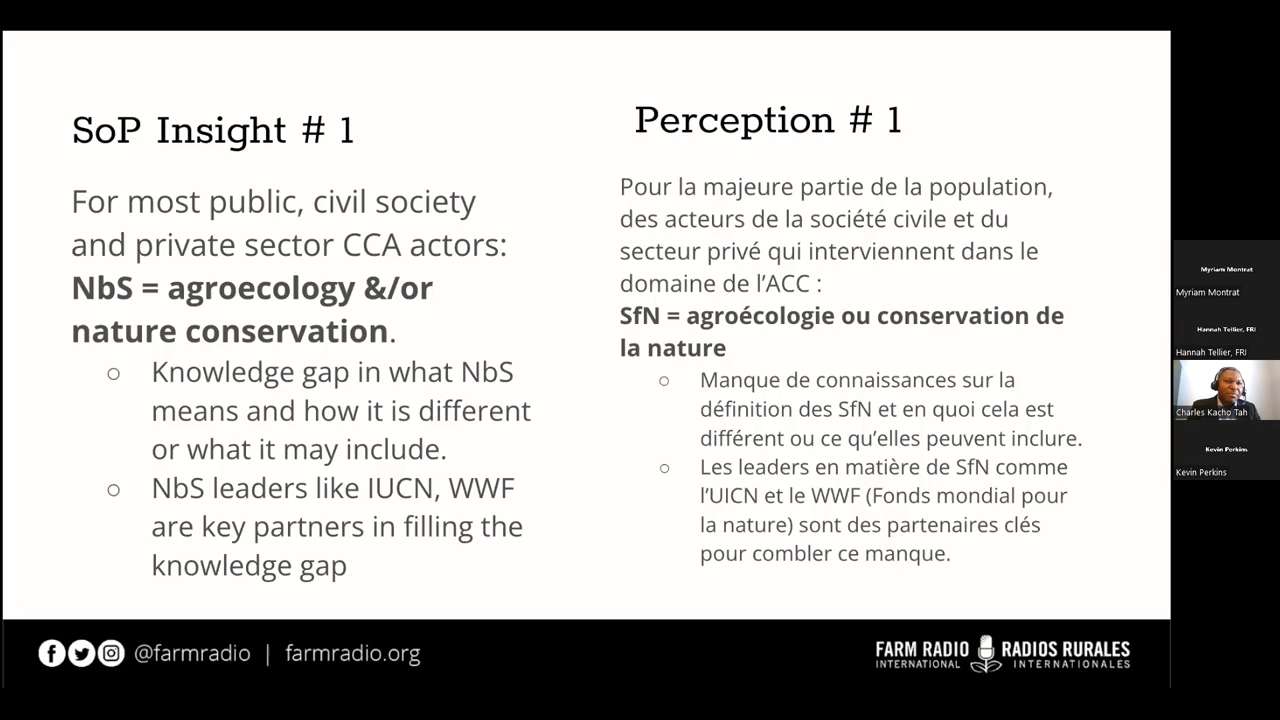 SoP Insight # 1
For most public, civil society
and private sector CCA actors:
NbS = agroecology &/or
nature conservation.
○ Knowledge gap in what NbS
means and how it is different
or what it may include.
○ NbS leaders like IUCN, WWF
are key partners in filling the
knowledge gap
Perception # 1
Pour la majeure partie de la population,
des acteurs de la société civile et du
secteur privé qui interviennent dans le
domaine de l’ACC :
SfN = agroécologie ou conservation de
la nature
○ Manque de connaissances sur la
définition des SfN et en quoi cela est
différent ou ce qu’elles peuvent inclure.
○ Les leaders en matière de SfN comme
l’UICN et le WWF (Fonds mondial pour
la nature) sont des partenaires clés
pour combler ce manque.
@farmradio | farmradio.org
FARM RADIO RADIOS RURALES
INTERNATIONAL INTERNATIONALES
Myriam Montrat
Myriam Montrat
Hannah Tellier, FRI
Hannah Tellier, FRI
Charles Kacho Tah
Kevin Perkins
Kevin Perkins